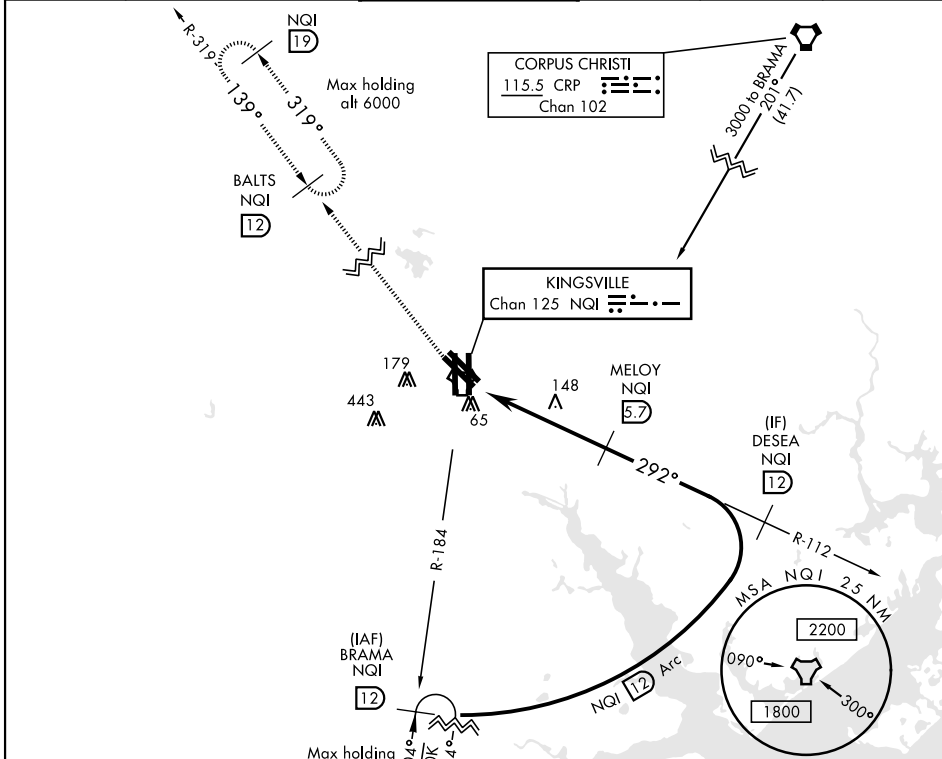 NQI
19
R-319
139°
319°
Max holding
alt 6000
BALTS
NQI
12
CORPUS CHRISTI
115.5 CRP
Chan 102
3000 to BRAMA
201°
(41.7)
KINGSVILLE
Chan 125 NQI
179
443
65
148
MELOY
NQI
5.7
292°
(IF)
DESEA
NQI
12
R-112
R-184
(IAF)
BRAMA
NQI
12
NQI 12 Arc
MSA NQI 25 NM
2200
090°
300°
1800
Max holding